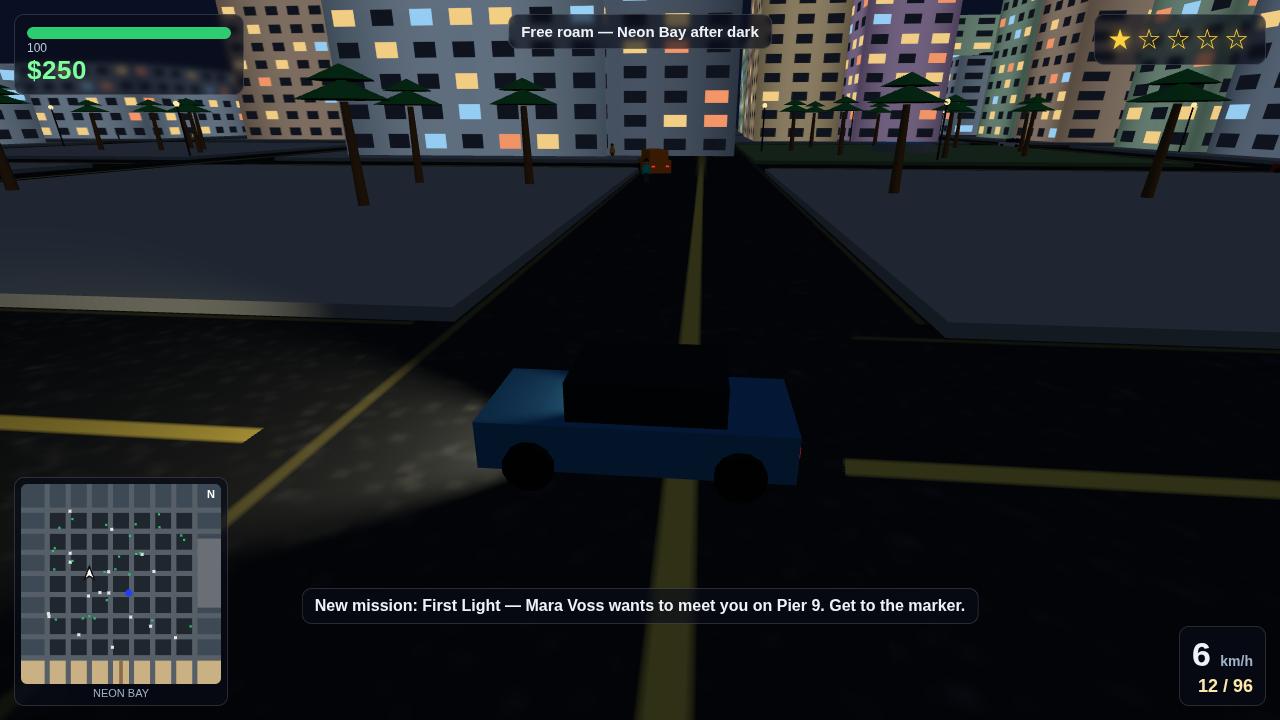 100
$250
Free roam — Neon Bay after dark
N
NEON BAY
New mission: First Light — Mara Voss wants to meet you on Pier 9. Get to the marker.
6 km/h
12 / 96